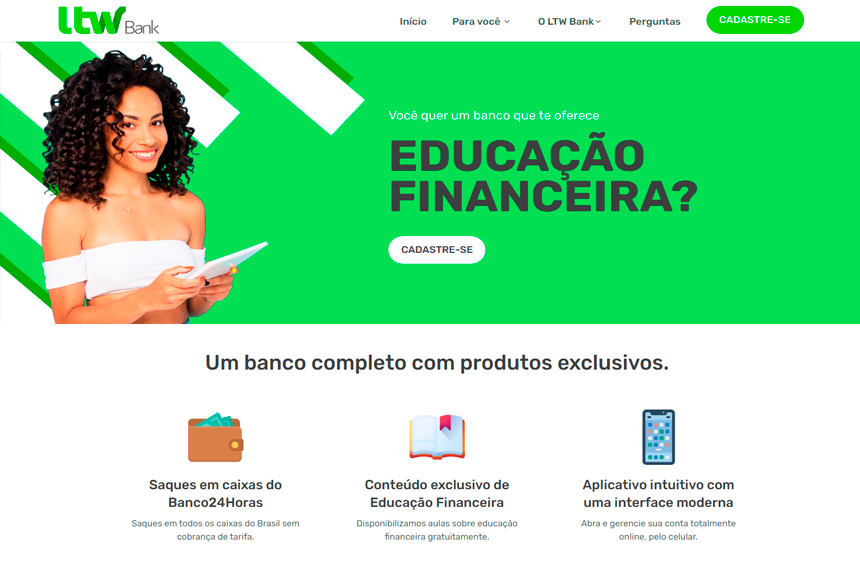 ltw Bank
Início Para você O LTW Bank Perguntas CADASTRE-SE
Você quer um banco que te oferece
EDUCAÇÃO
FINANCEIRA?
CADASTRE-SE
Um banco completo com produtos exclusivos.
Saques em caixas do
Banco24Horas
Saques em todos os caixas do Brasil sem
cobrança de tarifa.
Conteúdo exclusivo de
Educação Financeira
Disponibilizamos aulas sobre educação
financeira gratuitamente.
Aplicativo intuitivo com
uma interface moderna
Abra e gerencie sua conta totalmente
online, pelo celular.